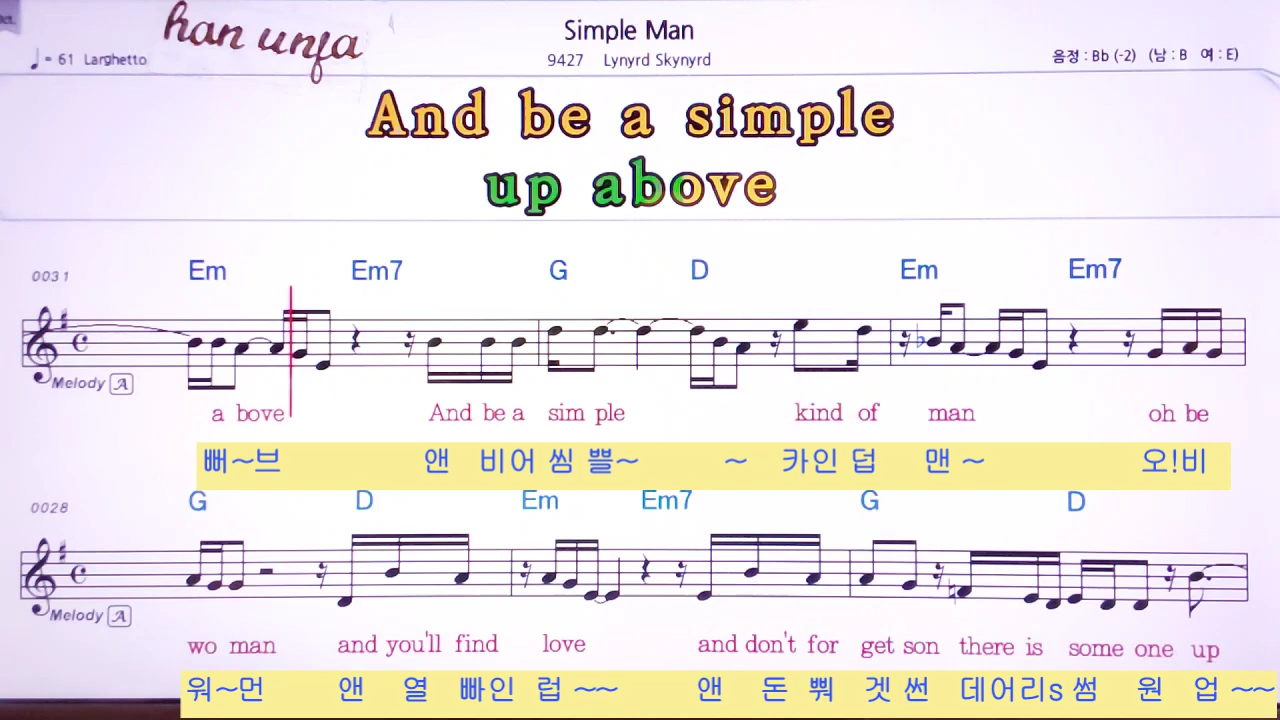 han unja
Simple Man
♩= 61 Larghetto
9427 Lynyrd Skynyrd
음정 : Bb (-2) (남 : B 여 : E)
And be a simple
up above
0031
Em Em7 G D Em Em7
Melody A
a bove And be a sim ple kind of man oh be
뻐~브 앤 비어 씸 쁠~ ~ 카인 덥 맨 ~ 오!비
0028
G D Em Em7 G D
Melody A
wo man and you'll find love and don't for get son there is some one up
워~먼 앤 열 빠인 럽 ~~ 앤 돈 뿨 겟 썬 데어리s 썸 원 업 ~~